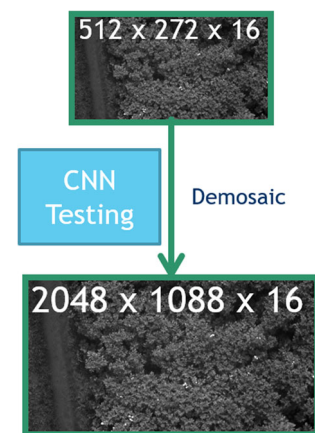 512 x 272 x 16
CNN
Testing
Demosaic
2048 x 1088 x 16